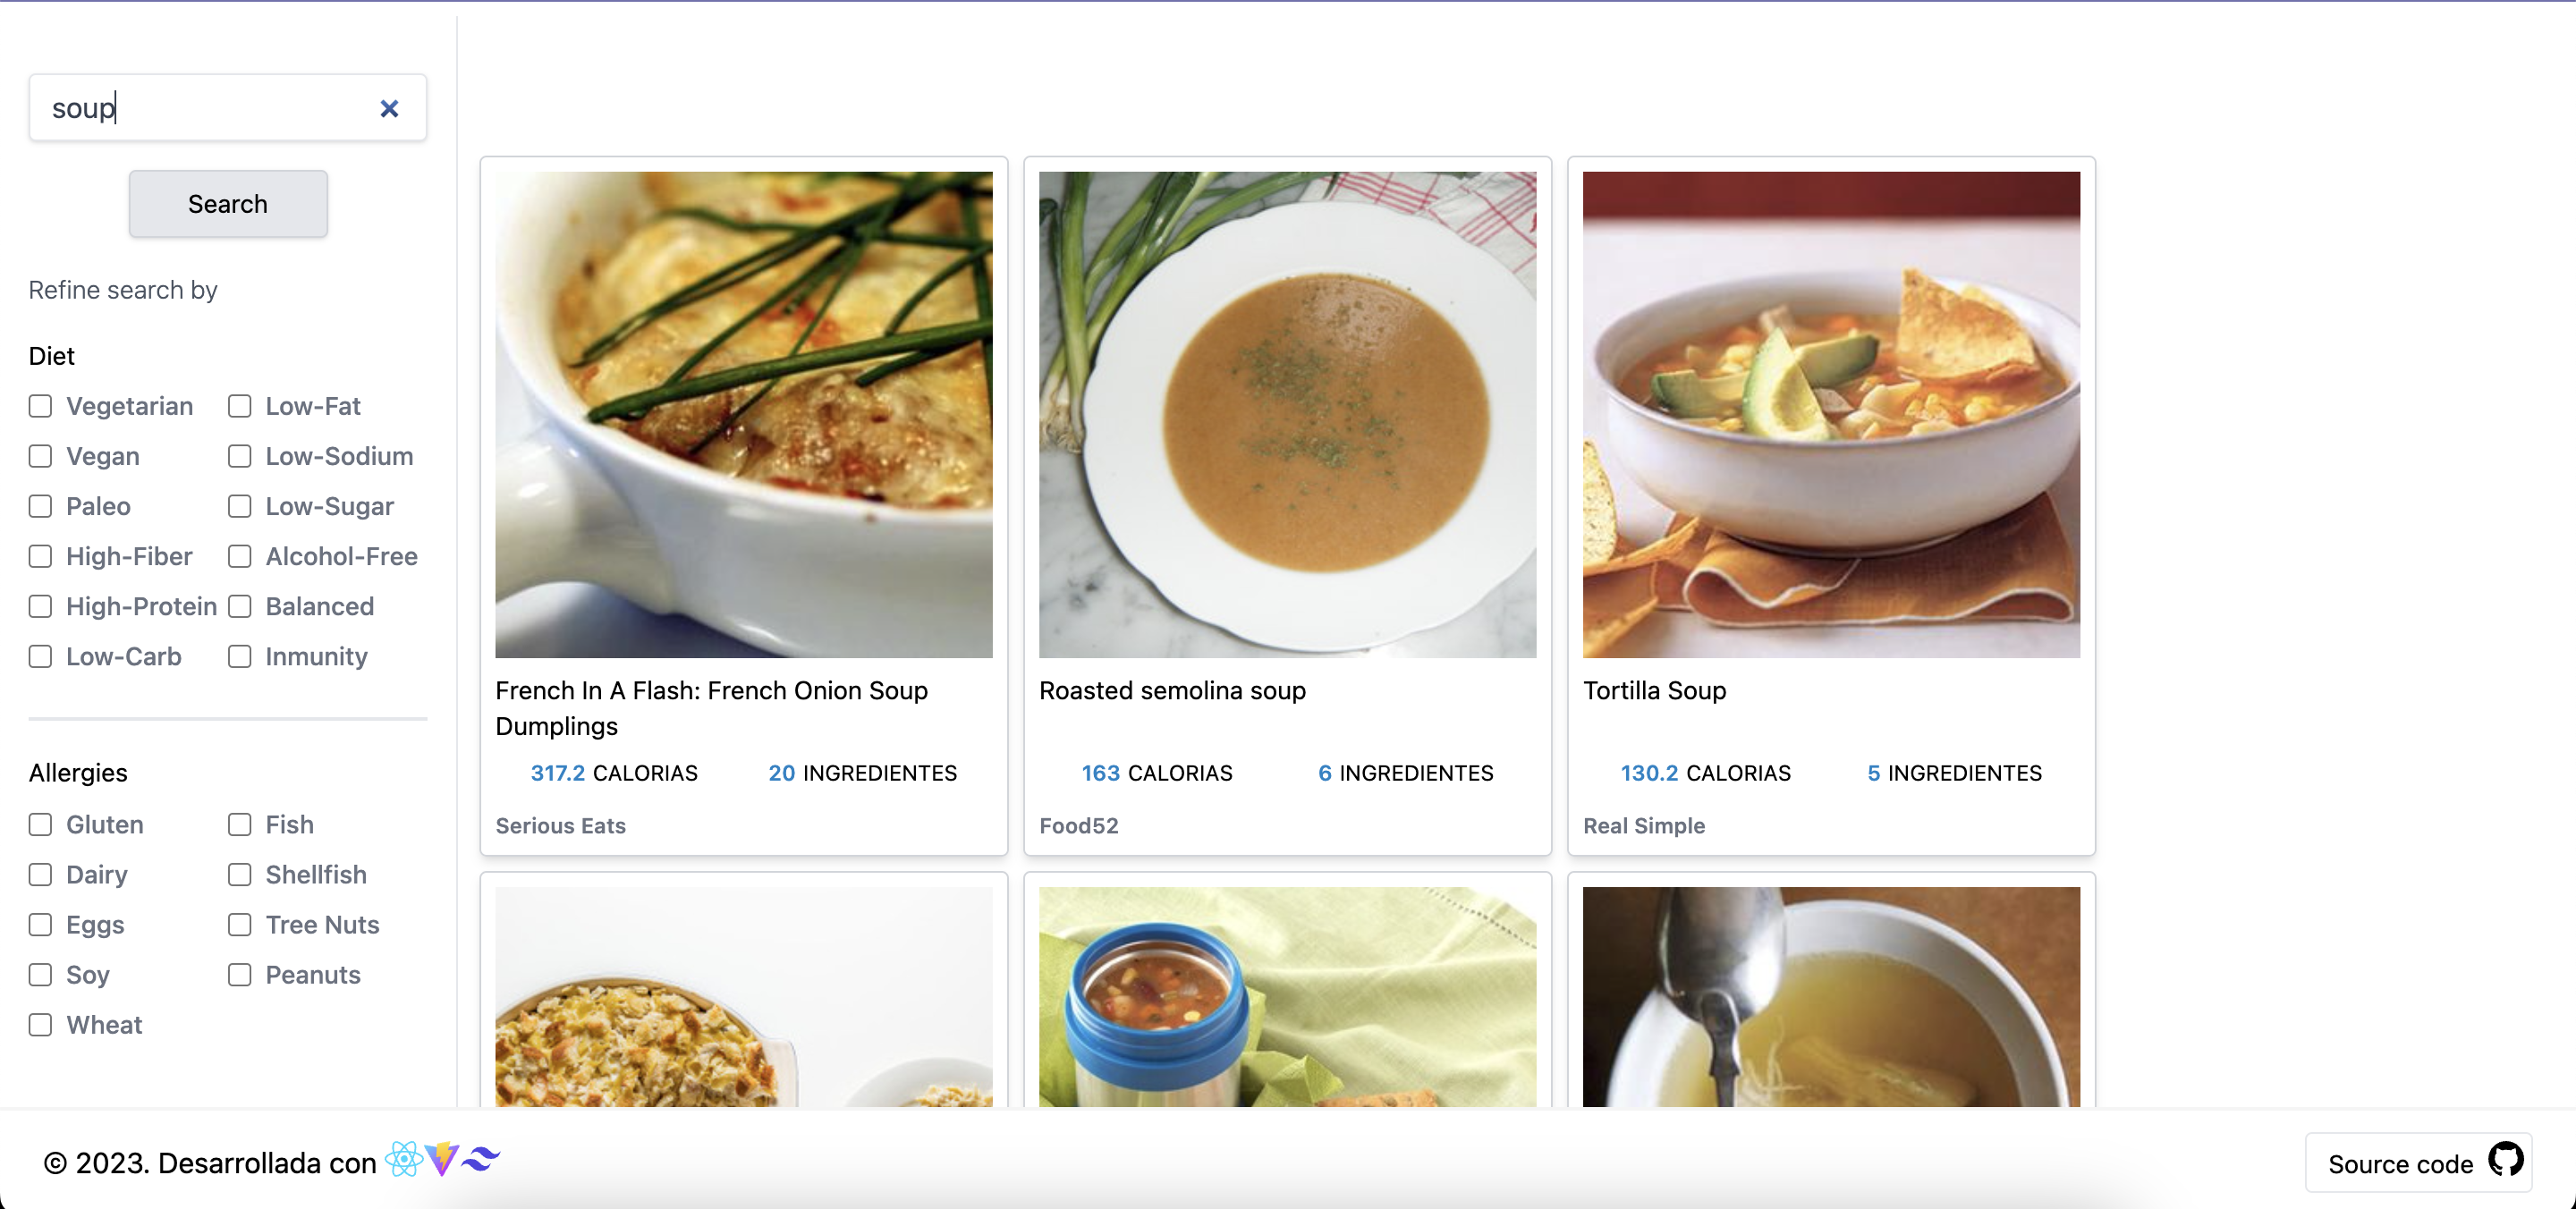 soup
Search
Refine search by
Diet
Vegetarian Low-Fat
Vegan Low-Sodium
Paleo Low-Sugar
High-Fiber Alcohol-Free
High-Protein Balanced
Low-Carb Inmunity
Allergies
Gluten Fish
Dairy Shellfish
Eggs Tree Nuts
Soy Peanuts
Wheat
French In A Flash: French Onion Soup
Dumplings
317.2 CALORIAS 20 INGREDIENTES
Serious Eats
Roasted semolina soup
163 CALORIAS 6 INGREDIENTES
Food52
Tortilla Soup
130.2 CALORIAS 5 INGREDIENTES
Real Simple
© 2023. Desarrollada con
Source code